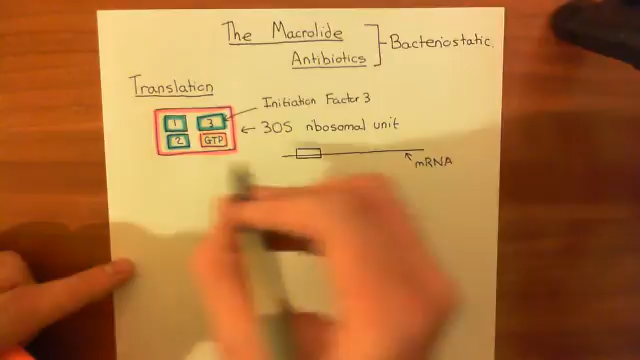 The Macrolide
Antibiotics
Bacteriostatic.
Translation
1
3
2
GTP
Initiation Factor 3
30S ribosomal unit
mRNA